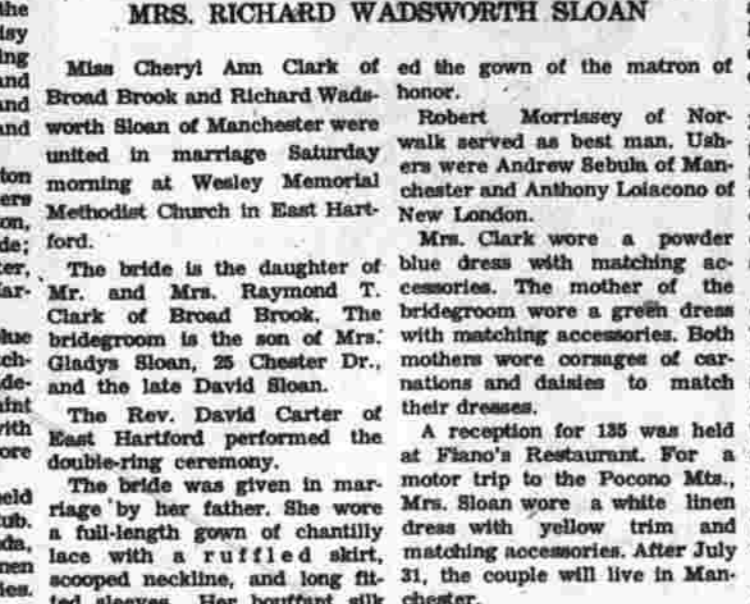 MRS. RICHARD WADSWORTH SLOAN
Miss Cheryl Ann Clark of
Broad Brook and Richard Wads-
worth Sloan of Manchester were
united in marriage Saturday
morning at Wesley Memorial
Methodist Church in East Hart-
ford.
The bride is the daughter of
Mr. and Mrs. Raymond T.
Clark of Broad Brook. The
bridegroom is the son of Mrs.
Gladys Sloan, 25 Chester Dr.,
and the late David Sloan.
The Rev. David Carter of
East Hartford performed the
double-ring ceremony.
The bride was given in mar-
riage by her father. She wore
a full-length gown of chantilly
lace with a ruffled skirt,
scooped neckline, and long fit-
ted sleeves. Her bouffant silk
ed the gown of the matron of
honor.
Robert Morrissey of Nor-
walk served as best man. Ush-
ers were Andrew Sebula of Man-
chester and Anthony Loiacono of
New London.
Mrs. Clark wore a powder
blue dress with matching ac-
cessories. The mother of the
bridegroom wore a green dress
with matching accessories. Both
mothers wore corsages of car-
nations and daisies to match
their dresses.
A reception for 135 was held
at Fiano's Restaurant. For a
motor trip to the Pocono Mts.,
Mrs. Sloan wore a white linen
dress with yellow trim and
matching accessories. After July
31, the couple will live in Man-
chester.